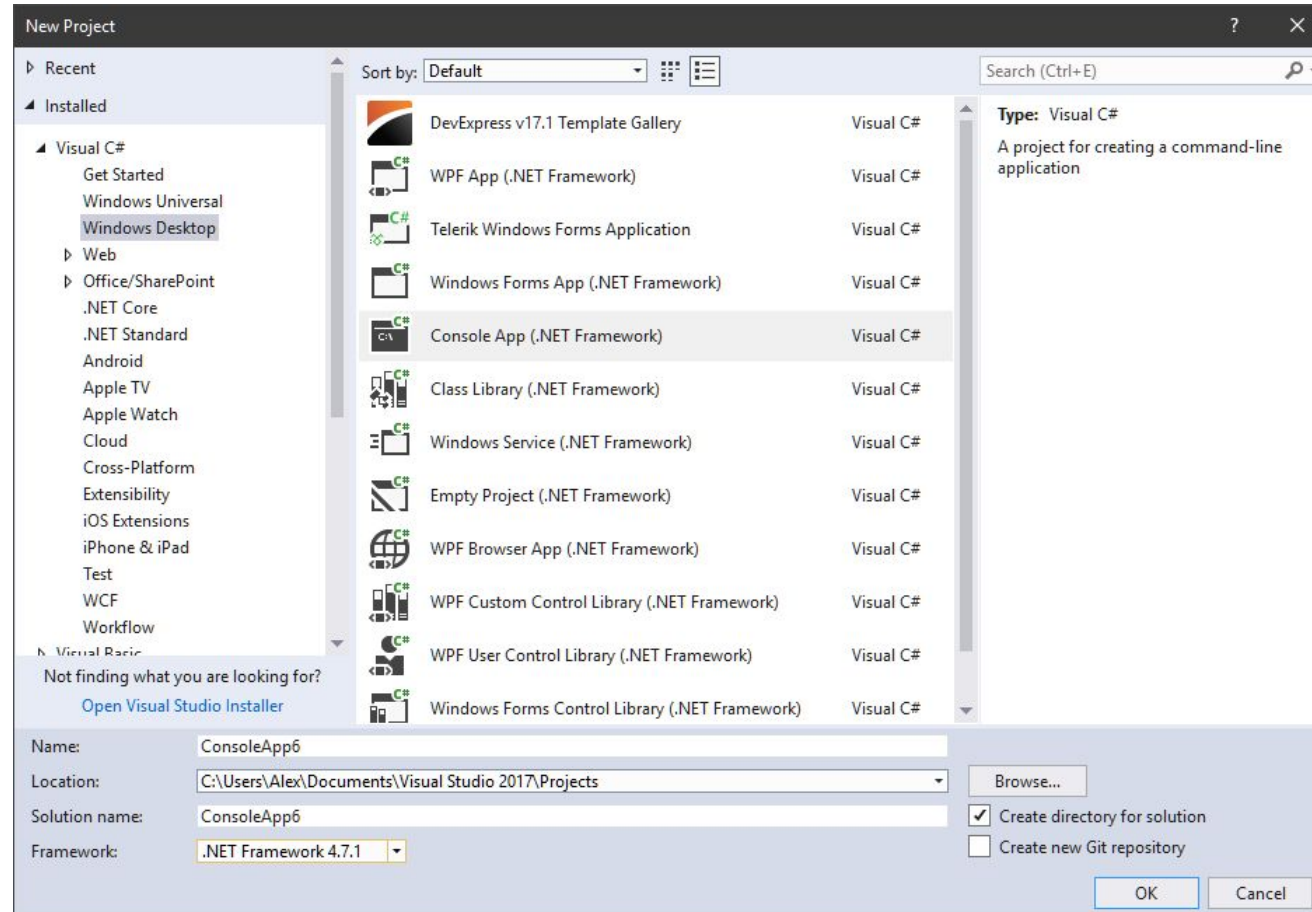 New Project
? ×
Recent
Installed
Visual C#
Get Started
Windows Universal
Windows Desktop
Web
Office/SharePoint
.NET Core
.NET Standard
Android
Apple TV
Apple Watch
Cloud
Cross-Platform
Extensibility
iOS Extensions
iPhone & iPad
Test
WCF
Workflow
Visual Basic
Not finding what you are looking for?
Open Visual Studio Installer
Sort by: Default
DevExpress v17.1 Template Gallery Visual C#
WPF App (.NET Framework) Visual C#
Telerik Windows Forms Application Visual C#
Windows Forms App (.NET Framework) Visual C#
Console App (.NET Framework) Visual C#
Class Library (.NET Framework) Visual C#
Windows Service (.NET Framework) Visual C#
Empty Project (.NET Framework) Visual C#
WPF Browser App (.NET Framework) Visual C#
WPF Custom Control Library (.NET Framework) Visual C#
WPF User Control Library (.NET Framework) Visual C#
Windows Forms Control Library (.NET Framework) Visual C#
Search (Ctrl+E)
Type: Visual C#
A project for creating a command-line
application
Name: ConsoleApp6
Location: C:\Users\Alex\Documents\Visual Studio 2017\Projects
Browse...
Solution name: ConsoleApp6
Create directory for solution
Framework: .NET Framework 4.7.1
Create new Git repository
OK Cancel